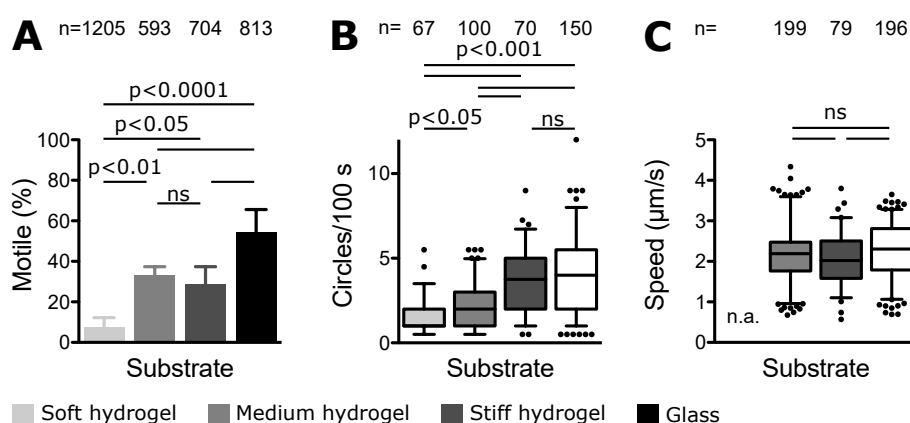 A
n=1205 593 704 813
p<0.0001
p<0.05
p<0.01
ns
100
80
60
40
20
0
Motile (%)
Substrate
B
n= 67 100 70 150
p<.001
p<0.05
ns
10
5
0
Circles/100 s
Substrate
C
n= 199 79 196
ns
5
4
3
2
1
0
Speed (μm/s)
n.a.
Substrate
Soft hydrogel Medium hydrogel Stiff hydrogel Glass